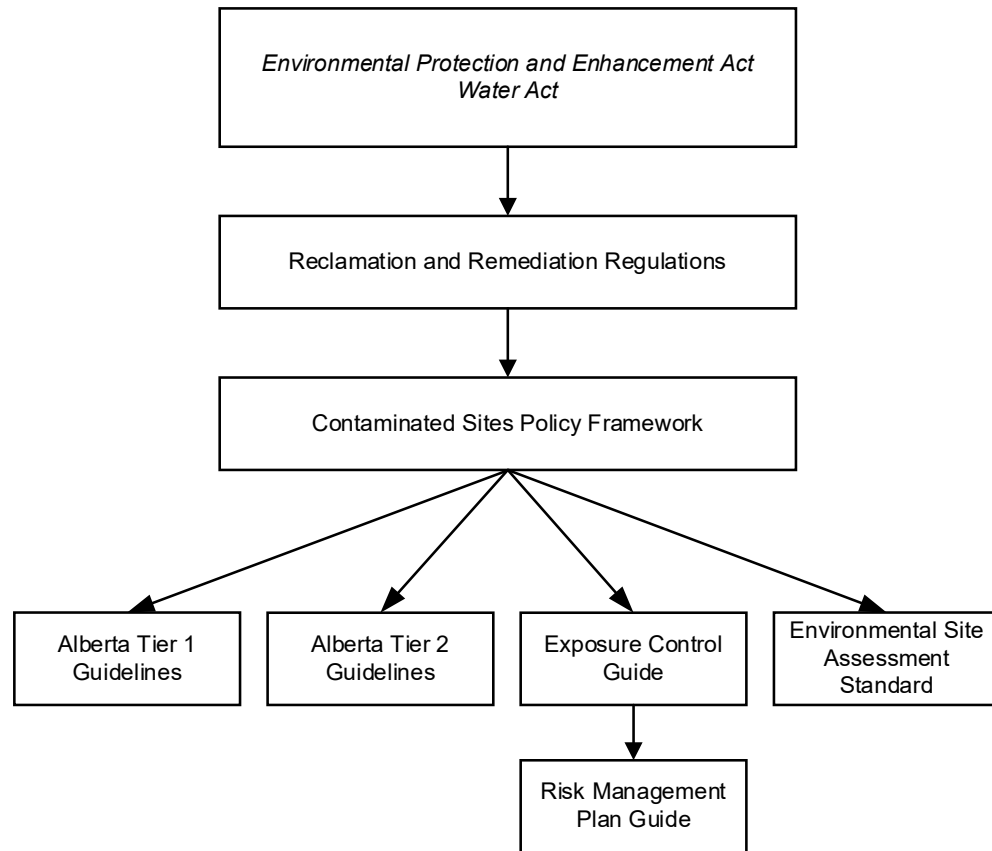 Environmental Protection and Enhancement Act
Water Act
Reclamation and Remediation Regulations
Contaminated Sites Policy Framework
Alberta Tier 1
Guidelines
Alberta Tier 2
Guidelines
Exposure Control
Guide
Environmental Site
Assessment
Standard
Risk Management
Plan Guide